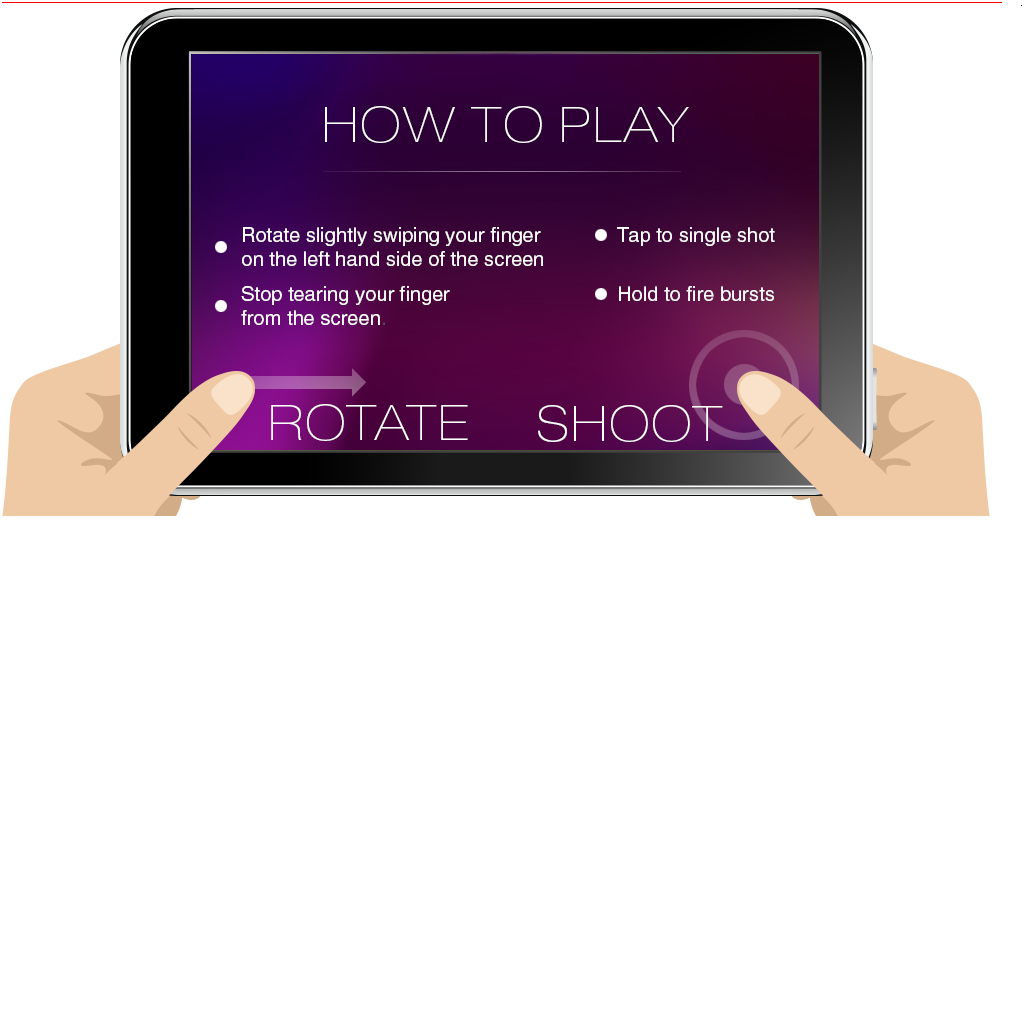 HOW TO PLAY
Rotate slightly swiping your finger
on the left hand side of the screen
Stop tearing your finger
from the screen.
Tap to single shot
Hold to fire bursts
ROTATE
SHOOT